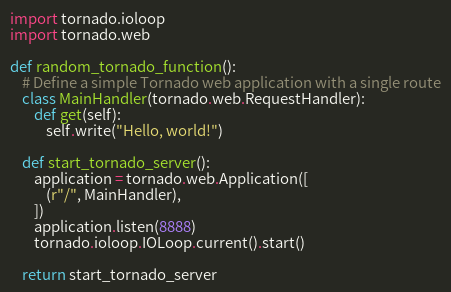 import tornado.ioloop
import tornado.web

def random_tornado_function():
    # Define a simple Tornado web application with a single route
    class MainHandler(tornado.web.RequestHandler):
        def get(self):
            self.write("Hello, world!")

    def start_tornado_server():
        application = tornado.web.Application([
            (r"/", MainHandler),
        ])
        application.listen(8888)
        tornado.ioloop.IOLoop.current().start()

    return start_tornado_server